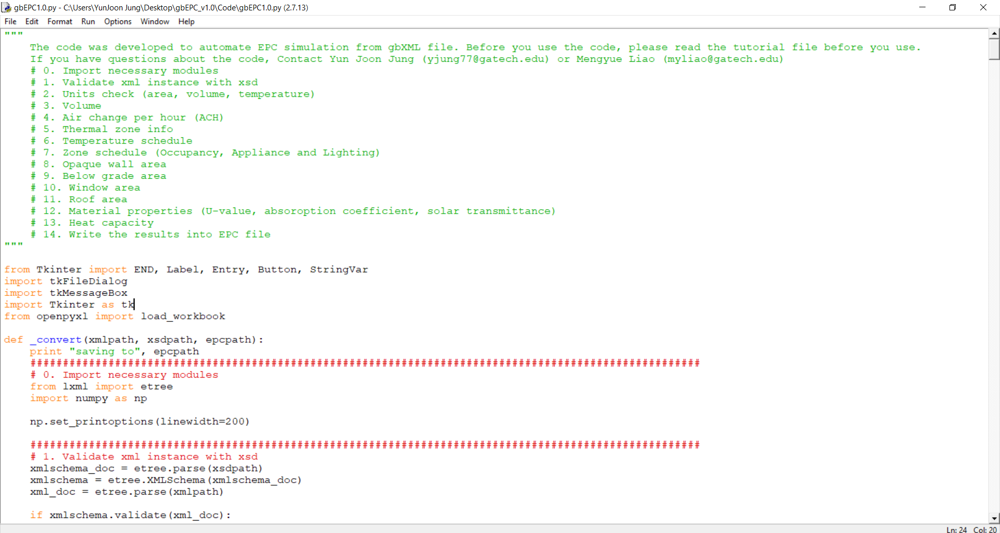 gbEPC1.0.py - C:\Users\YunJoon Jung\Desktop\gbEPC_v1.0\Code\gbEPC1.0.py (2.7.13)
File Edit Format Run Options Window Help
"""
The code was developed to automate EPC simulation from gbXML file. Before you use the code, please read the tutorial file before you use.
If you have questions about the code, Contact Yun Joon Jung (yjung77@gatech.edu) or Mengyue Liao (myliao@gatech.edu)
# 0. Import necessary modules
# 1. Validate xml instance with xsd
# 2. Units check (area, volume, temperature)
# 3. Volume
# 4. Air change per hour (ACH)
# 5. Thermal zone info
# 6. Temperature schedule
# 7. Zone schedule (Occupancy, Appliance and Lighting)
# 8. Opaque wall area
# 9. Below grade area
# 10. Window area
# 11. Roof area
# 12. Material properties (U-value, absoroption coefficient, solar transmittance)
# 13. Heat capacity
# 14. Write the results into EPC file
"""
from Tkinter import END, Label, Entry, Button, StringVar
import tkFileDialog
import tkMessageBox
import Tkinter as tk
from openpyxl import load_workbook
def _convert(xmlpath, xsdpath, epcpath):
print "saving to", epcpath
#######################################################################################################
# 0. Import necessary modules
from lxml import etree
import numpy as np
np.set_printoptions(linewidth=200)
#######################################################################################################
# 1. Validate xml instance with xsd
xmlschema_doc = etree.parse(xsdpath)
xmlschema = etree.XMLSchema(xmlschema_doc)
xml_doc = etree.parse(xmlpath)
if xmlschema.validate(xml_doc):
Ln: 24 Col: 20